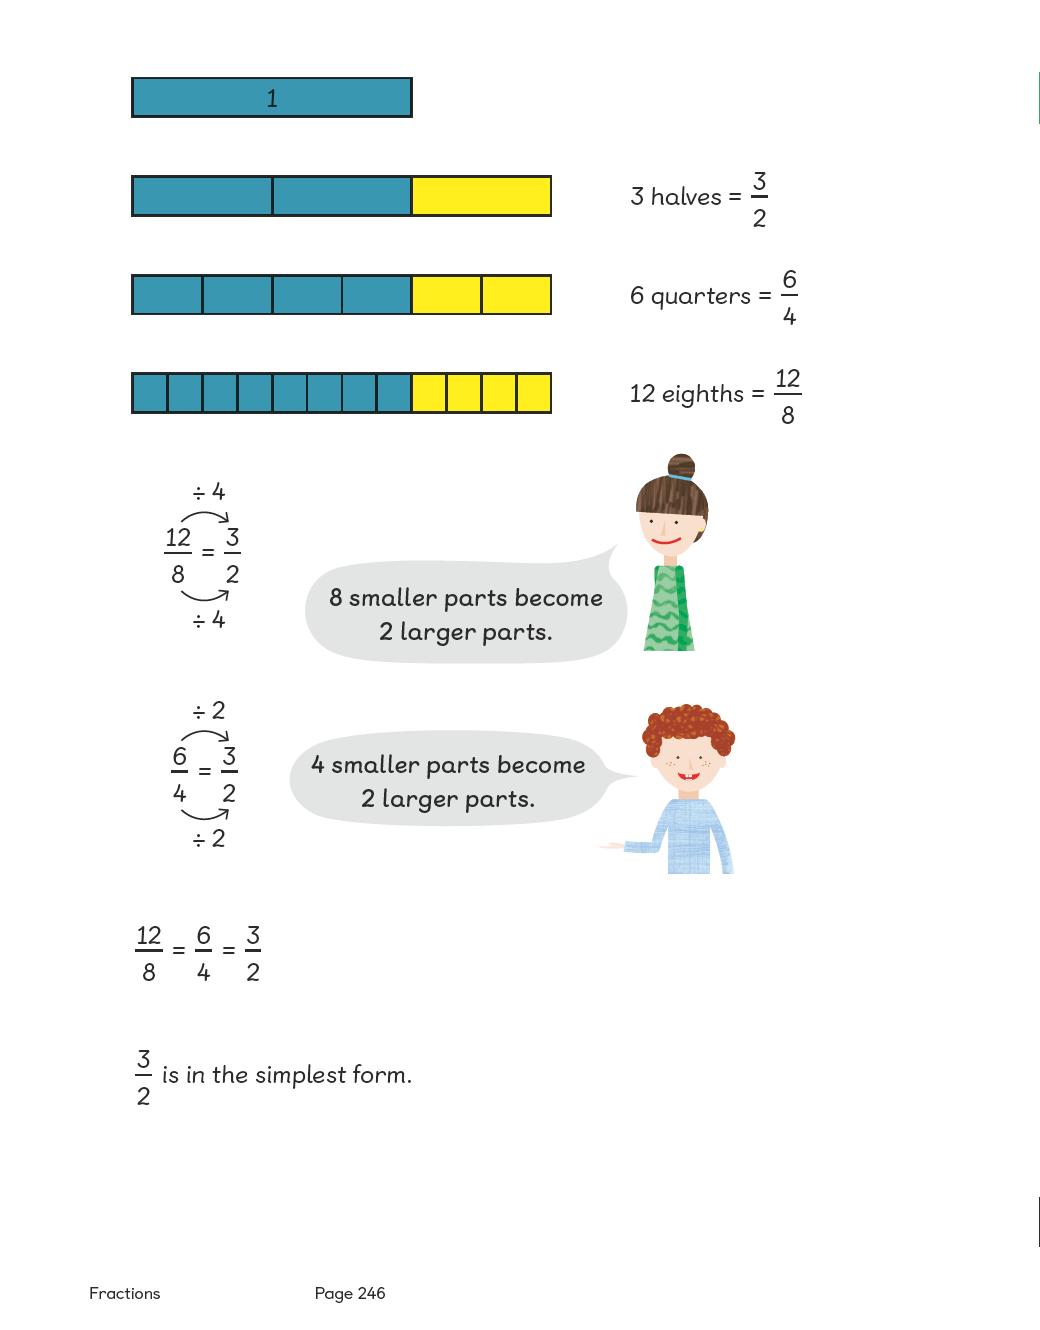 1
3 halves = 3/2
6 quarters = 6/4
12 eighths = 12/8
÷ 4
12/8 = 3/2
÷ 4
8 smaller parts become
2 larger parts.
÷ 2
6/4 = 3/2
÷ 2
4 smaller parts become
2 larger parts.
12/8 = 6/4 = 3/2
3/2 is in the simplest form.
Fractions Page 246